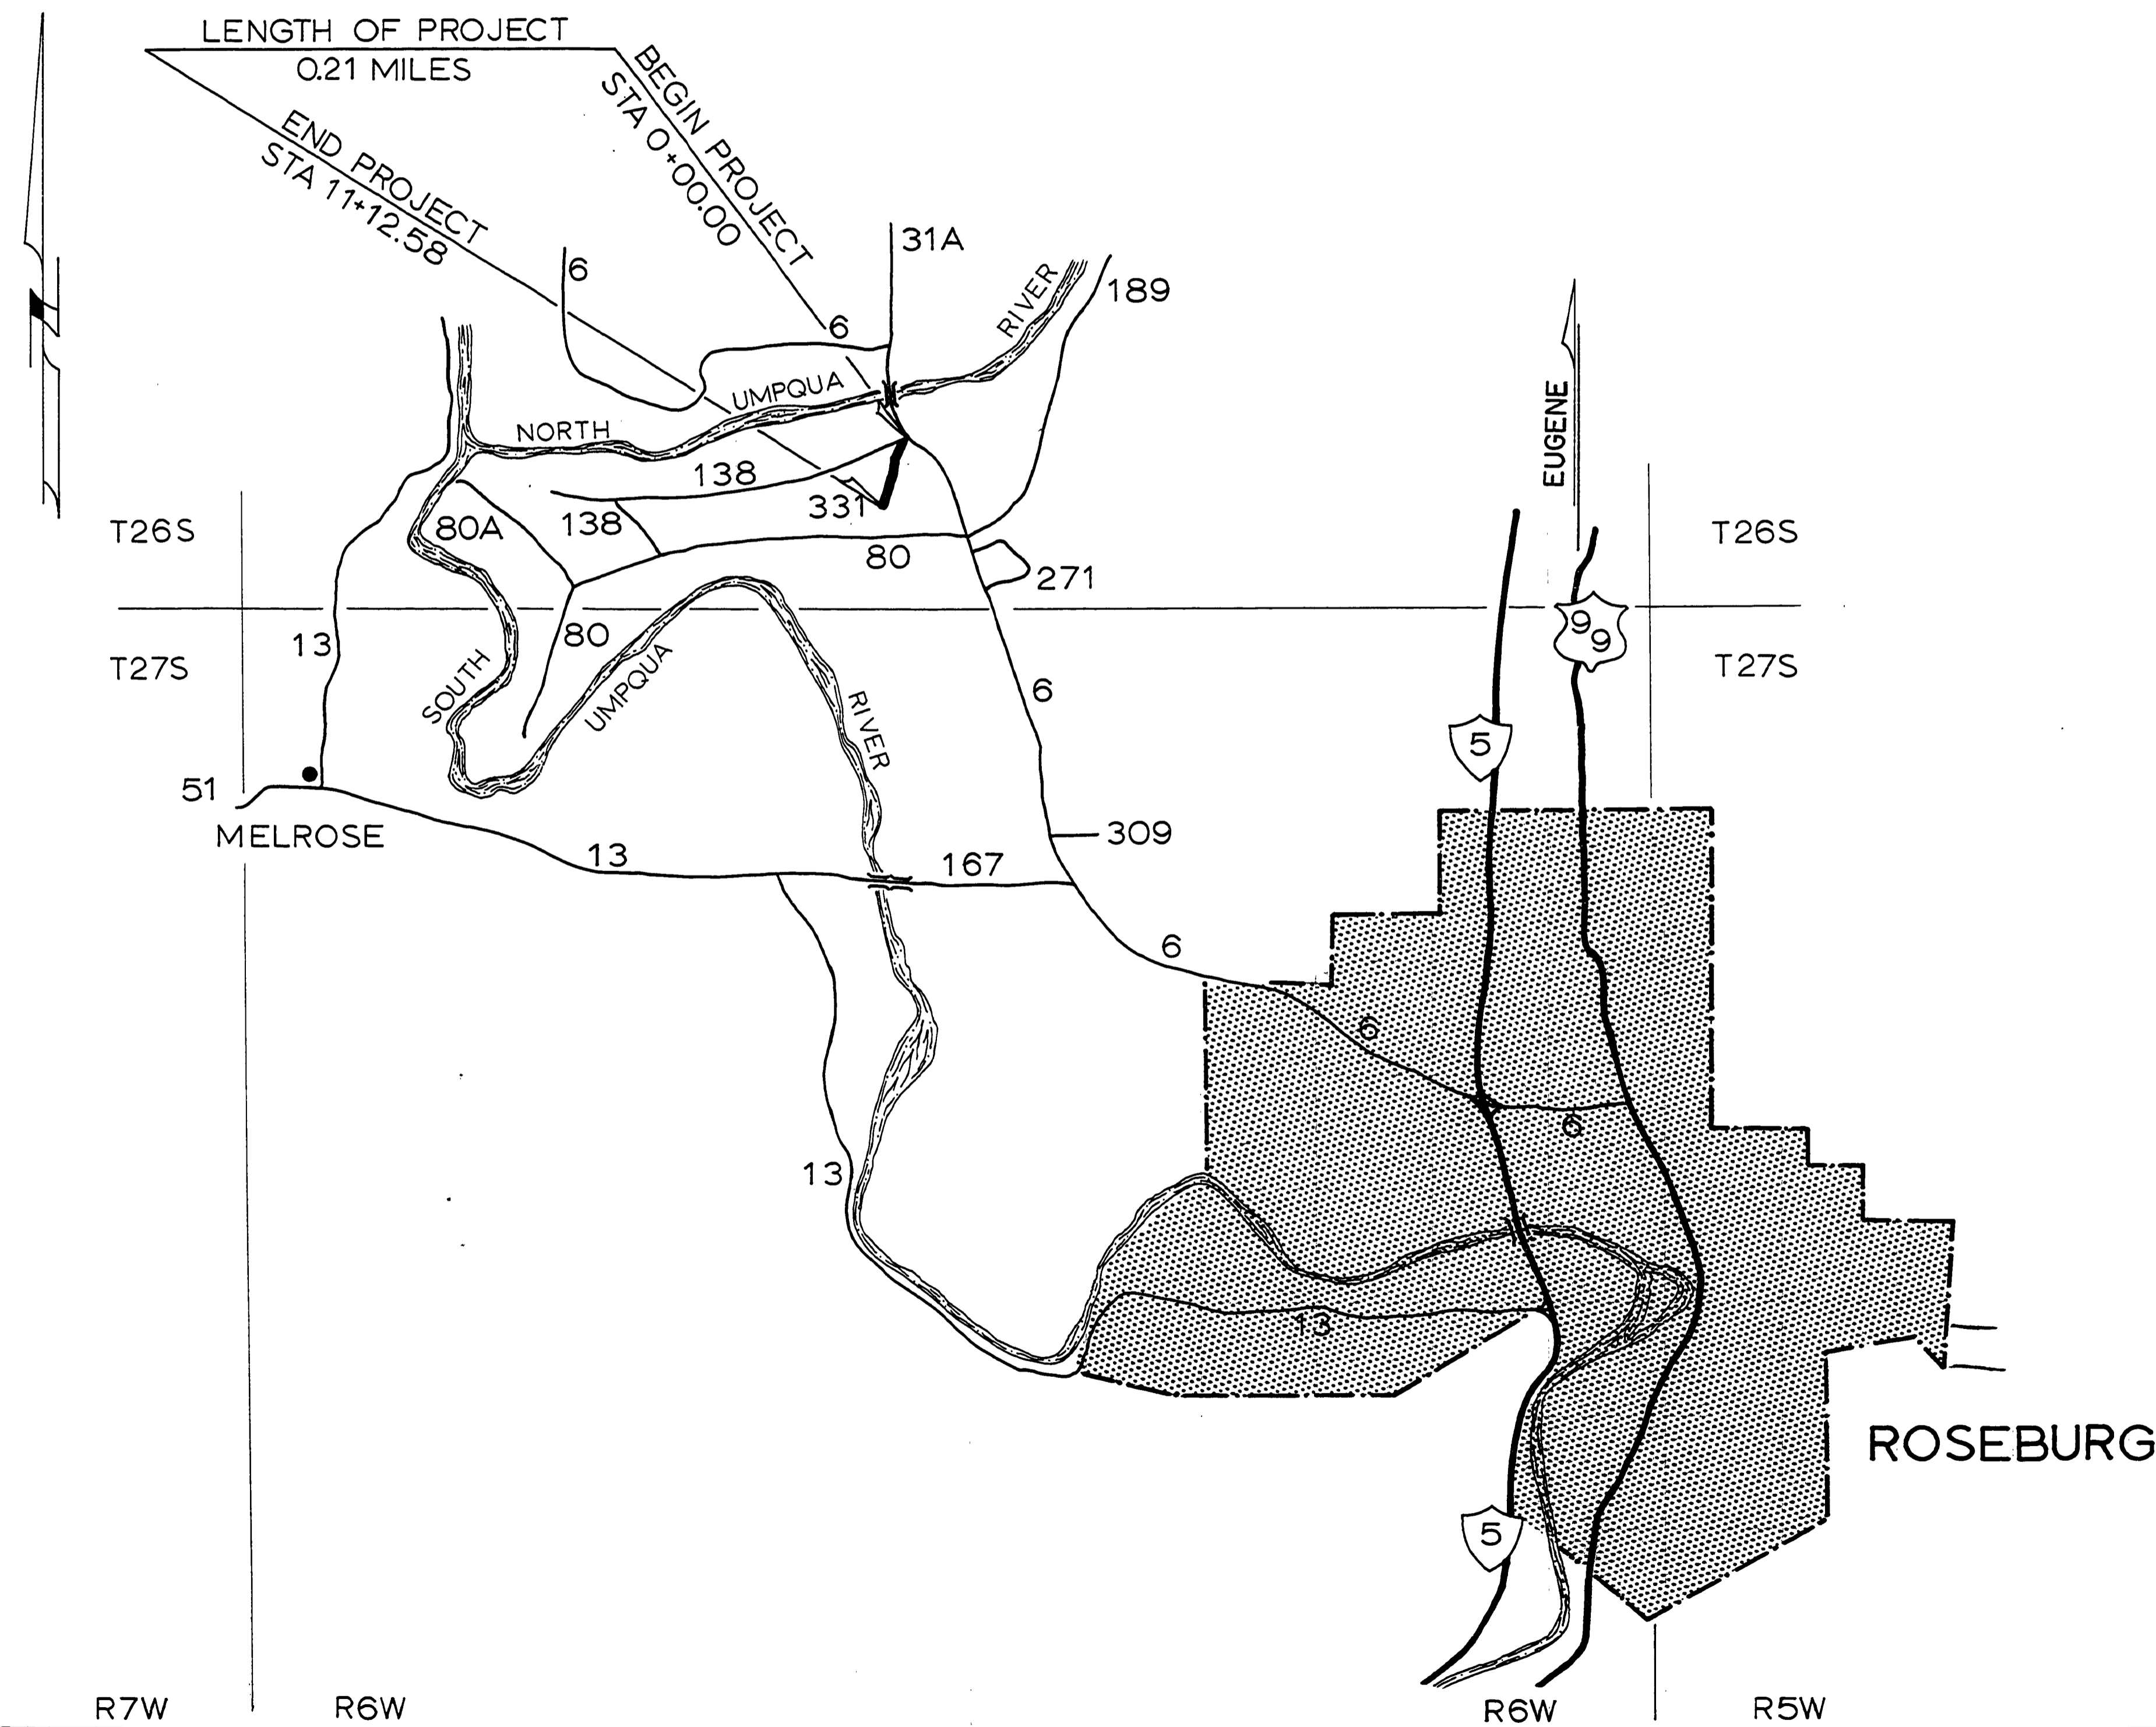 LENGTH OF PROJECT
0.21 MILES
BEGIN PROJECT
STA 0+00.00
END PROJECT
STA 11+12.58
6
31A
189
6
RIVER
UMPQUA
NORTH
138
331
EUGENE
T26S
80A
138
80
271
T26S
99
13
T27S
80
SOUTH
UMPQUA
RIVER
6
T27S
5
51
MELROSE
13
167
309
6
6
6
13
13
ROSEBURG
5
R7W
R6W
R6W
R5W